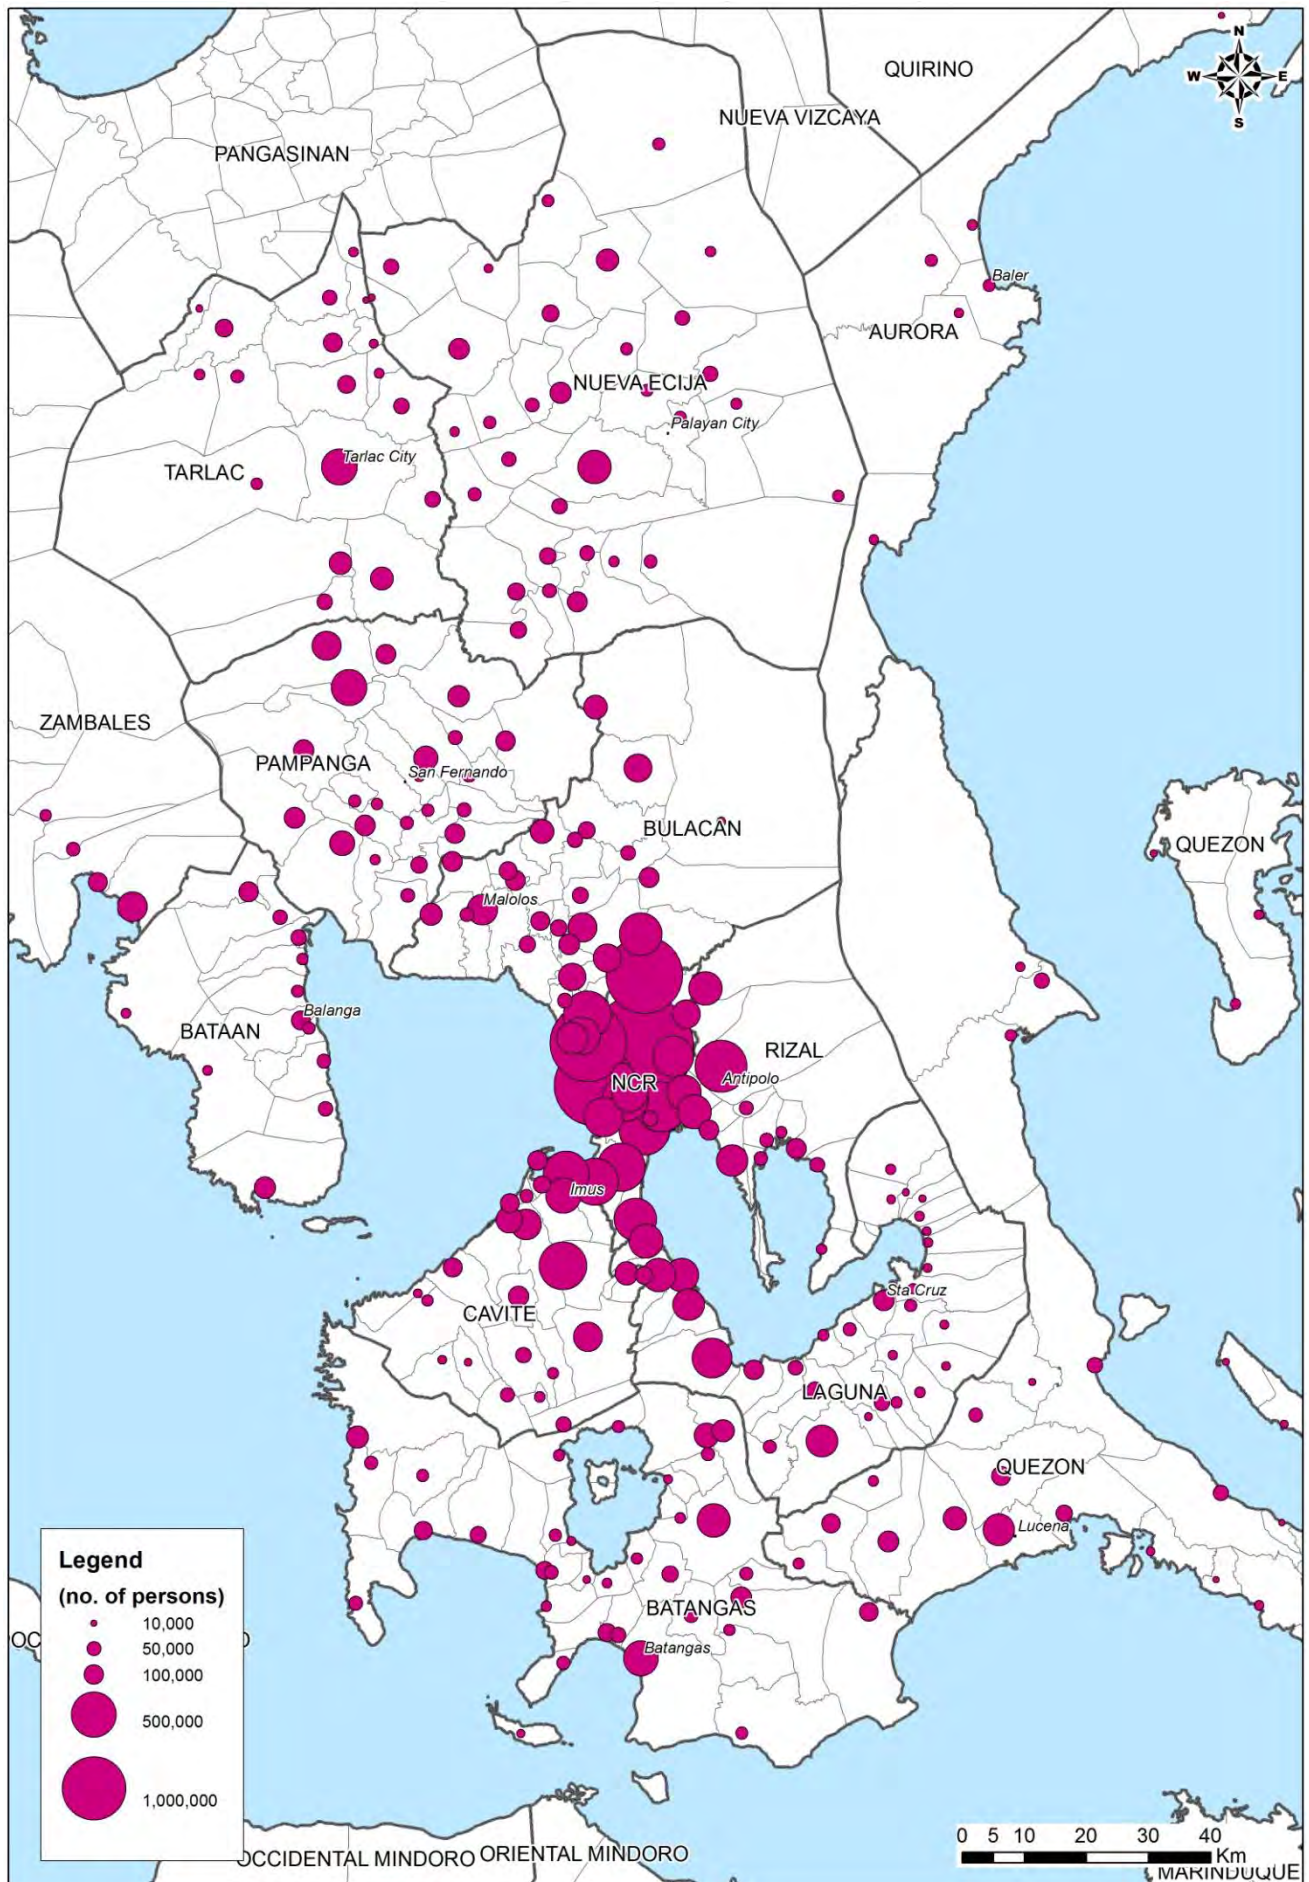 N
QUIRINO
W
E
S
NUEVA VIZCAYA
PANGASINAN
Baler
AURORA
NUEVA ECIJA
Palayan City
Tarlac City
TARLAC
ZAMBALES
PAMPANGA
San Fernando
BULACAN
QUEZON
Malolos
Balanga
BATAAN
RIZAL
NCR
Antipolo
Imus
Sta Cruz
CAVITE
LAGUNA
QUEZON
Lucena
BATANGAS
Batangas
Legend
(no. of persons)
10,000
50,000
100,000
500,000
1,000,000
0 5 10 20 30 40
Km
OCCIDENTAL MINDORO
ORIENTAL MINDORO
MARINDUQUE